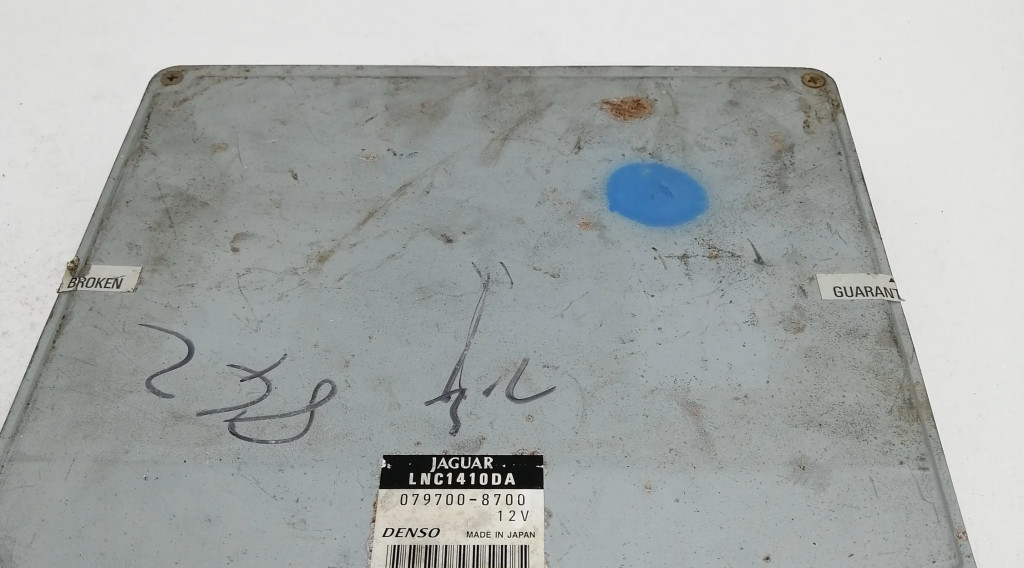 BROKEN
GUARANT
JAGUAR
LNC1410DA
079700-8700
12V
DENSO MADE IN JAPAN